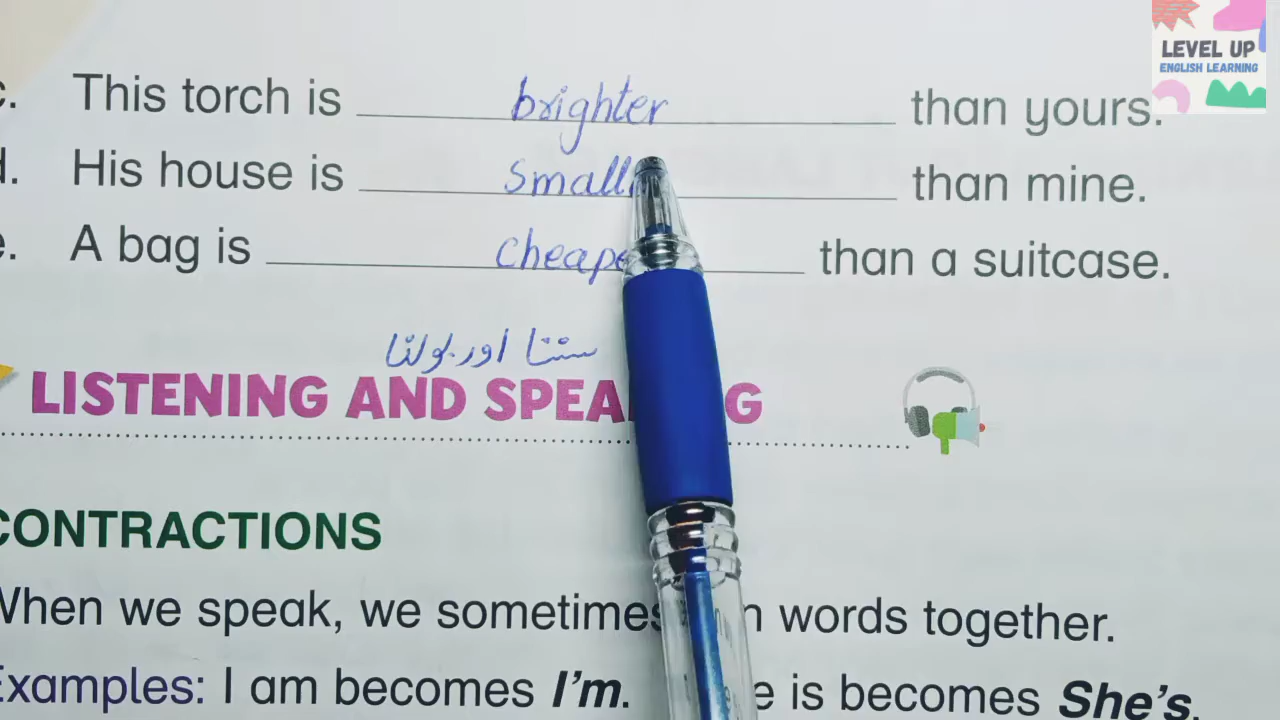 LEVEL UP
ENGLISH LEARNING
c. This torch is brighter than yours.
d. His house is small than mine.
e. A bag is cheape than a suitcase.
سننا اور بولنا
LISTENING AND SPEA G
CONTRACTIONS
When we speak, we sometimes words together.
Examples: I am becomes I'm. e is becomes She's.